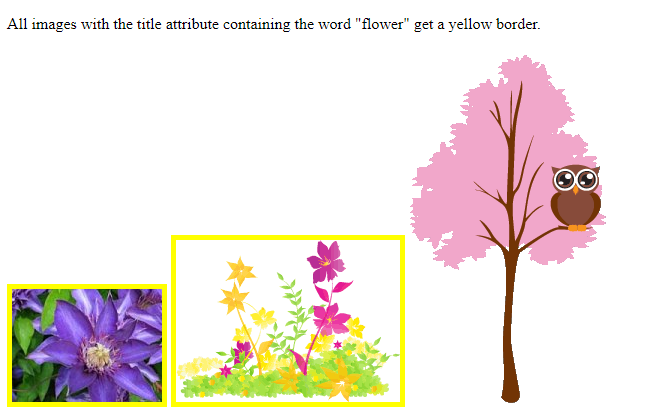 All images with the title attribute containing the word "flower" get a yellow border.